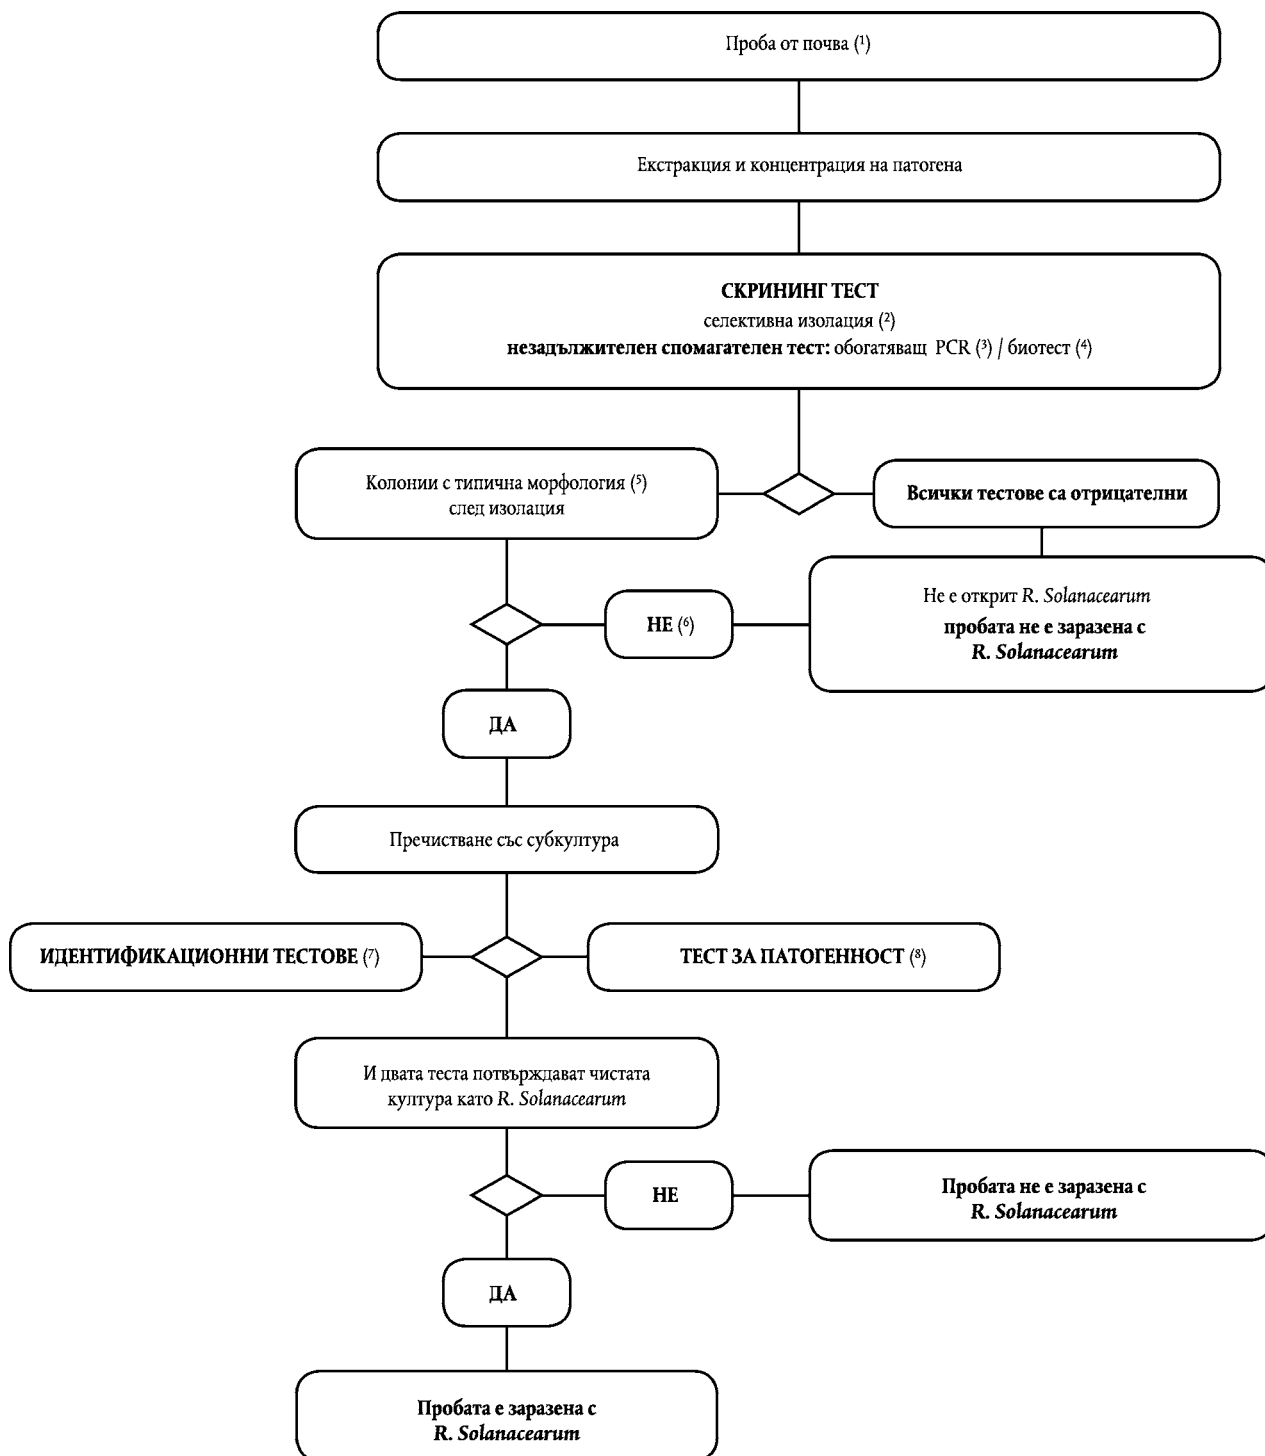 Проба от почва (¹)
Екстракция и концентрация на патогена
СКРИНИНГ ТЕСТ
селективна изолация (²)
незадължителен спомагателен тест: обогатяващ PCR (³) / биотест (⁴)
Колонии с типична морфология (⁵)
след изолация
Всички тестове са отрицателни
Не е открит R. Solanacearum
пробата не е заразена с
R. Solanacearum
НЕ (⁶)
ДА
Пречистване със субкултура
ИДЕНТИФИКАЦИОННИ ТЕСТОВЕ (⁷)
ТЕСТ ЗА ПАТОГЕННОСТ (⁸)
И двата теста потвърждават чистата
култура като R. Solanacearum
НЕ
Пробата не е заразена с
R. Solanacearum
ДА
Пробата е заразена с
R. Solanacearum